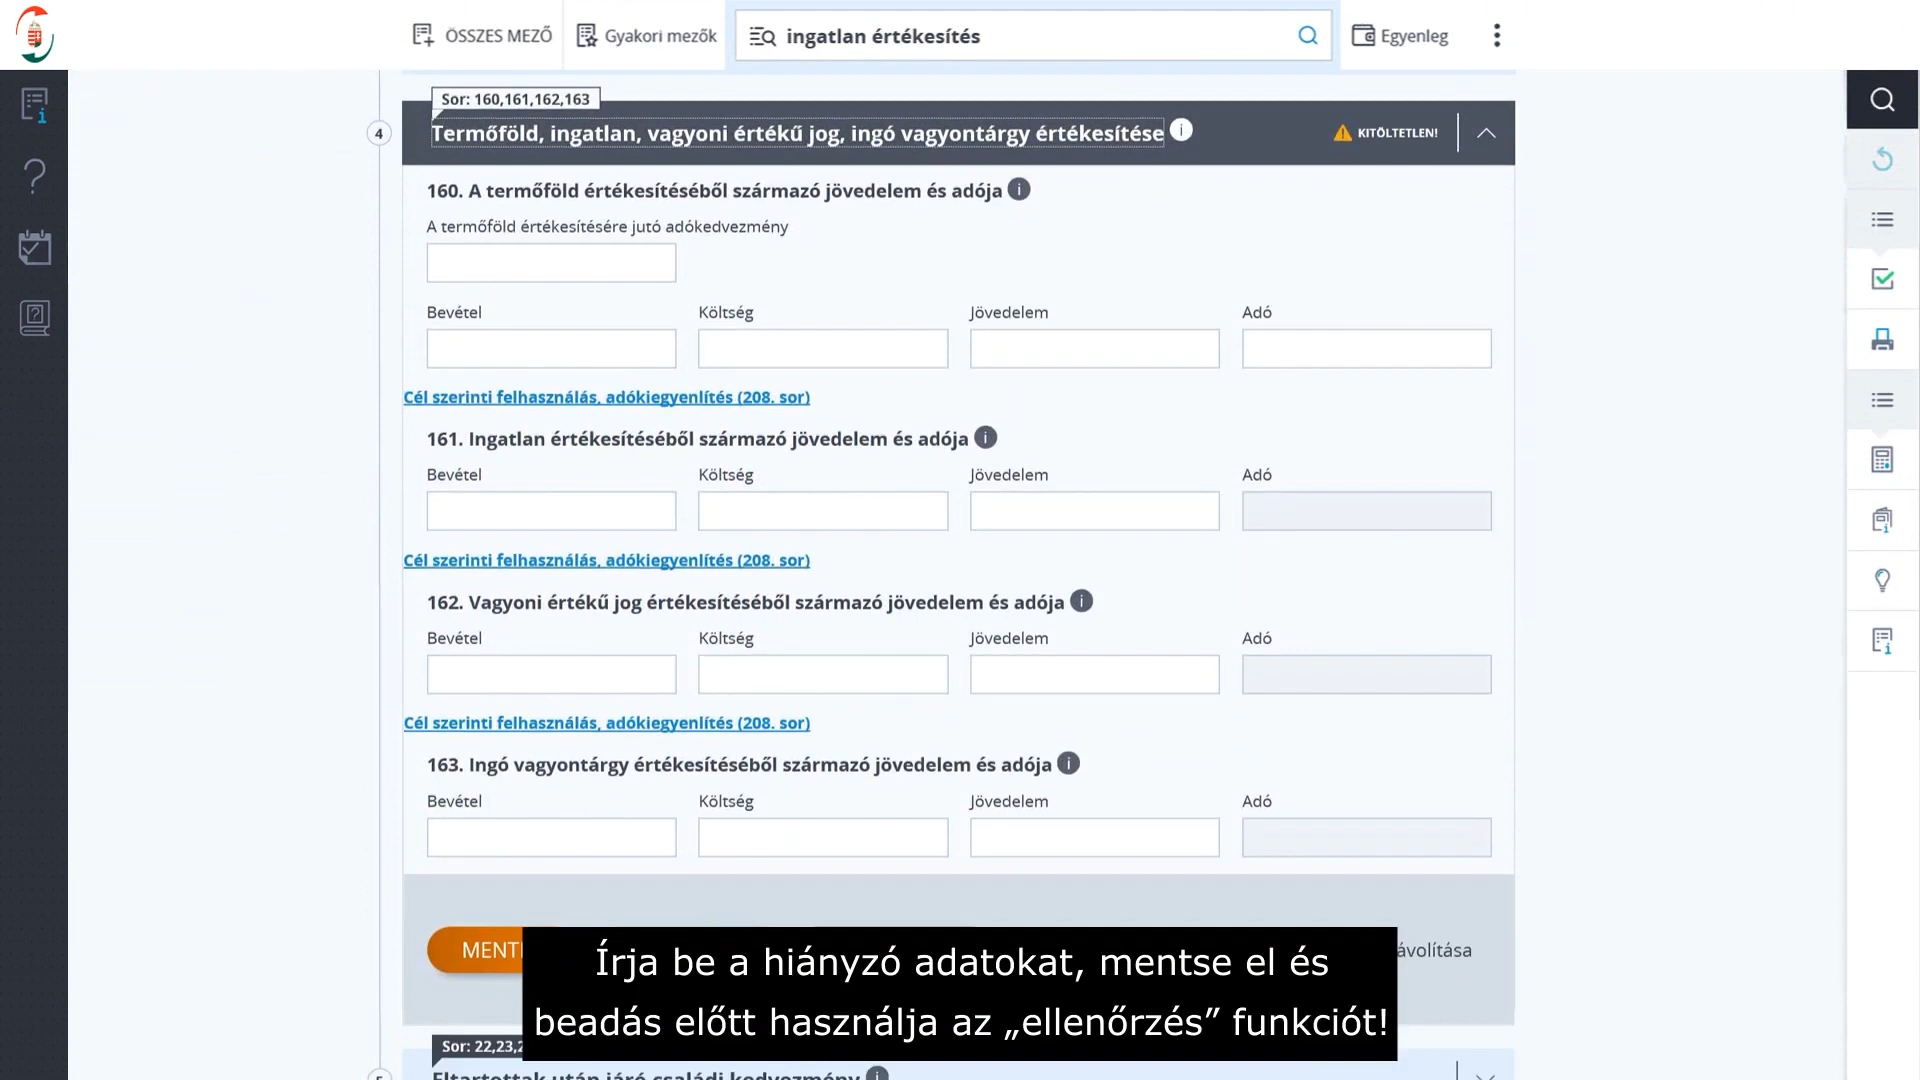 ÖSSZES MEZŐ
Gyakori mezők
ingatlan értékesítés
Egyenleg
Sor: 160,161,162,163
4
Termőföld, ingatlan, vagyoni értékű jog, ingó vagyontárgy értékesítése
KITÖLTETLEN!
160. A termőföld értékesítéséből származó jövedelem és adója
A termőföld értékesítésére jutó adókedvezmény
Bevétel Költség Jövedelem Adó
Cél szerinti felhasználás, adókiegyenlítés (208. sor)
161. Ingatlan értékesítéséből származó jövedelem és adója
Bevétel Költség Jövedelem Adó
Cél szerinti felhasználás, adókiegyenlítés (208. sor)
162. Vagyoni értékű jog értékesítéséből származó jövedelem és adója
Bevétel Költség Jövedelem Adó
Cél szerinti felhasználás, adókiegyenlítés (208. sor)
163. Ingó vagyontárgy értékesítéséből származó jövedelem és adója
Bevétel Költség Jövedelem Adó
Írja be a hiányzó adatokat, mentse el és
beadás előtt használja az „ellenőrzés” funkciót!
Sor: 22,23,2
Eltartottak után járó családi kedvezmény